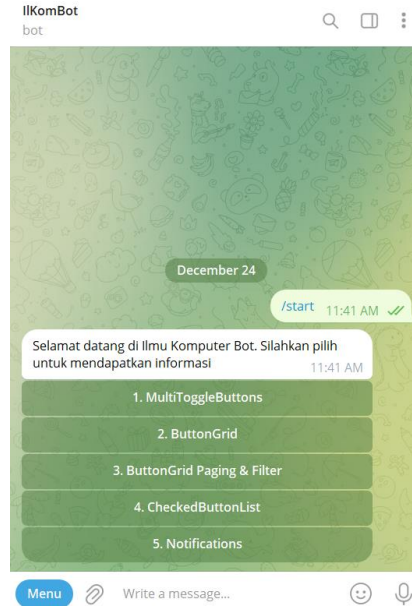 IlKomBot
bot
December 24
/start 11:41 AM
Selamat datang di Ilmu Komputer Bot. Silahkan pilih
untuk mendapatkan informasi
11:41 AM
1. MultiToggleButtons
2. ButtonGrid
3. ButtonGrid Paging & Filter
4. CheckedButtonList
5. Notifications
Menu
Write a message...